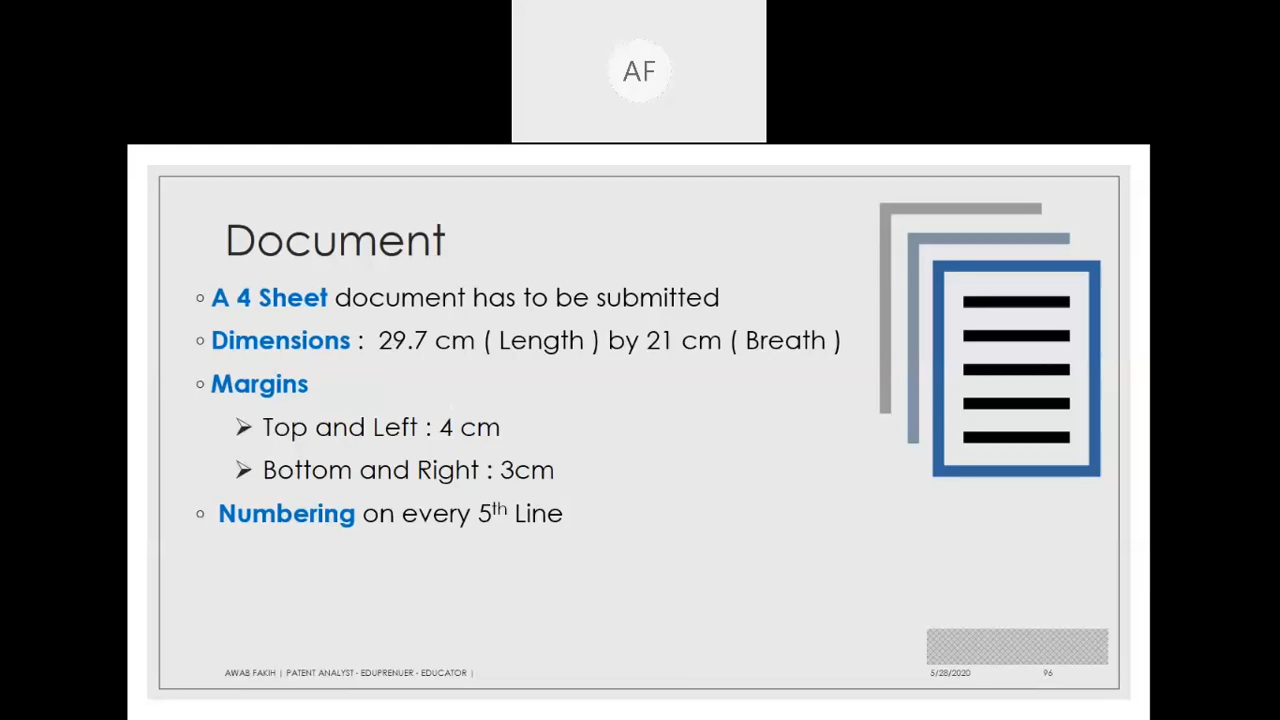 AF
Document
A 4 Sheet document has to be submitted
Dimensions : 29.7 cm ( Length ) by 21 cm ( Breath )
Margins
Top and Left : 4 cm
Bottom and Right : 3cm
Numbering on every 5th Line
AWAB FAKIH | PATENT ANALYST - EDUPRENUER - EDUCATOR | 5/28/2020 96